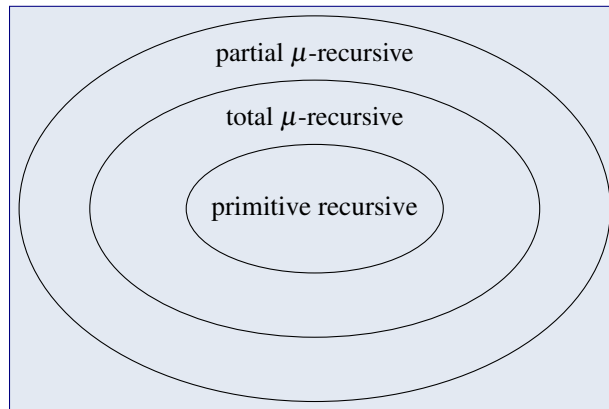 partial μ-recursive
total μ-recursive
primitive recursive